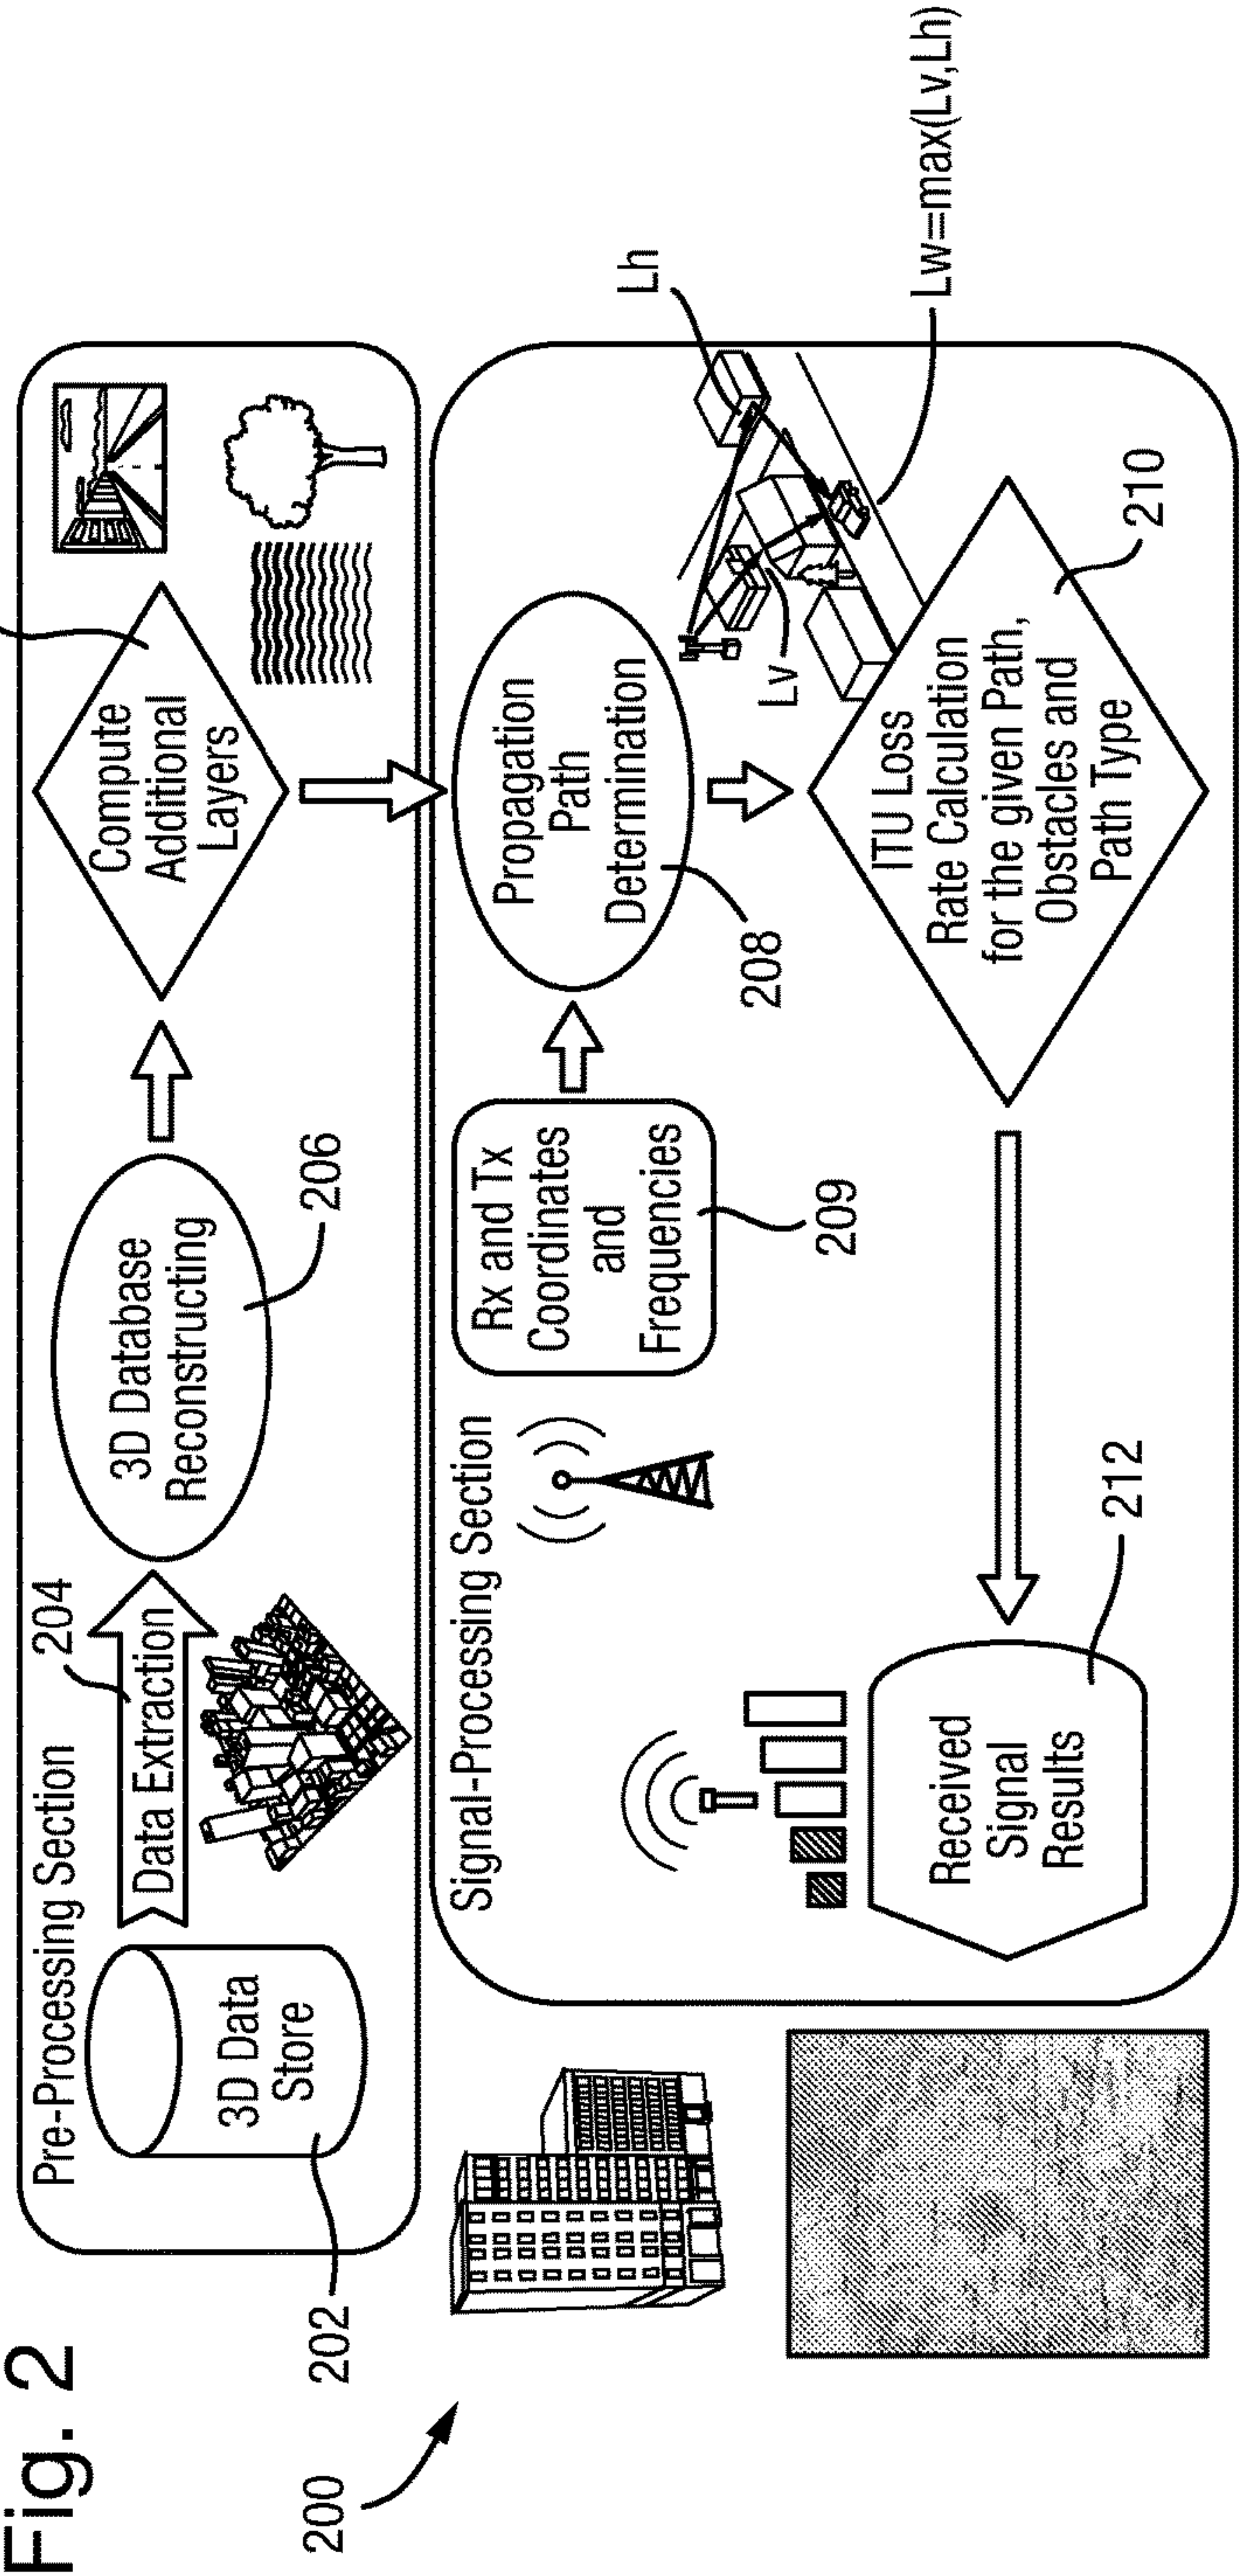 Fig. 2
200
Pre-Processing Section
202
3D Data
Store
204
Data Extraction
3D Database
Reconstructing
206
Compute
Additional
Layers
Signal-Processing Section
Rx and Tx
Coordinates
and
Frequencies
209
Propagation
Path
Determination
208
Lv
Lh
Lw=max(Lv,Lh)
ITU Loss
Rate Calculation
for the given Path,
Obstacles and
Path Type
210
Received
Signal
Results
212